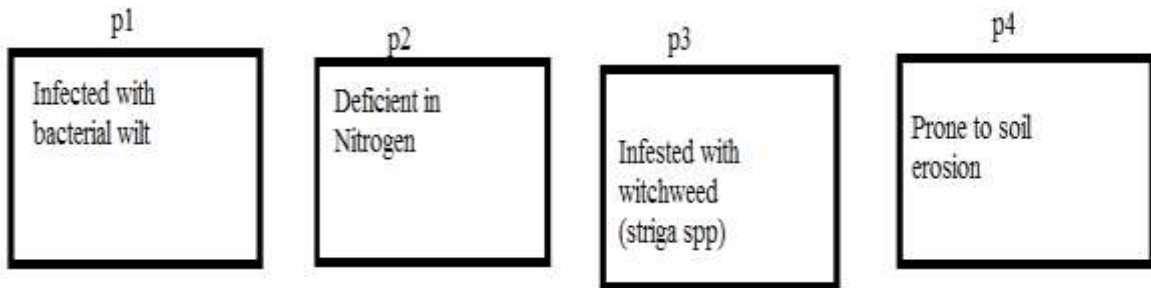 p1
Infected with
bacterial wilt
p2
Deficient in
Nitrogen
p3
Infested with
witchweed
(striga spp)
p4
Prone to soil
erosion